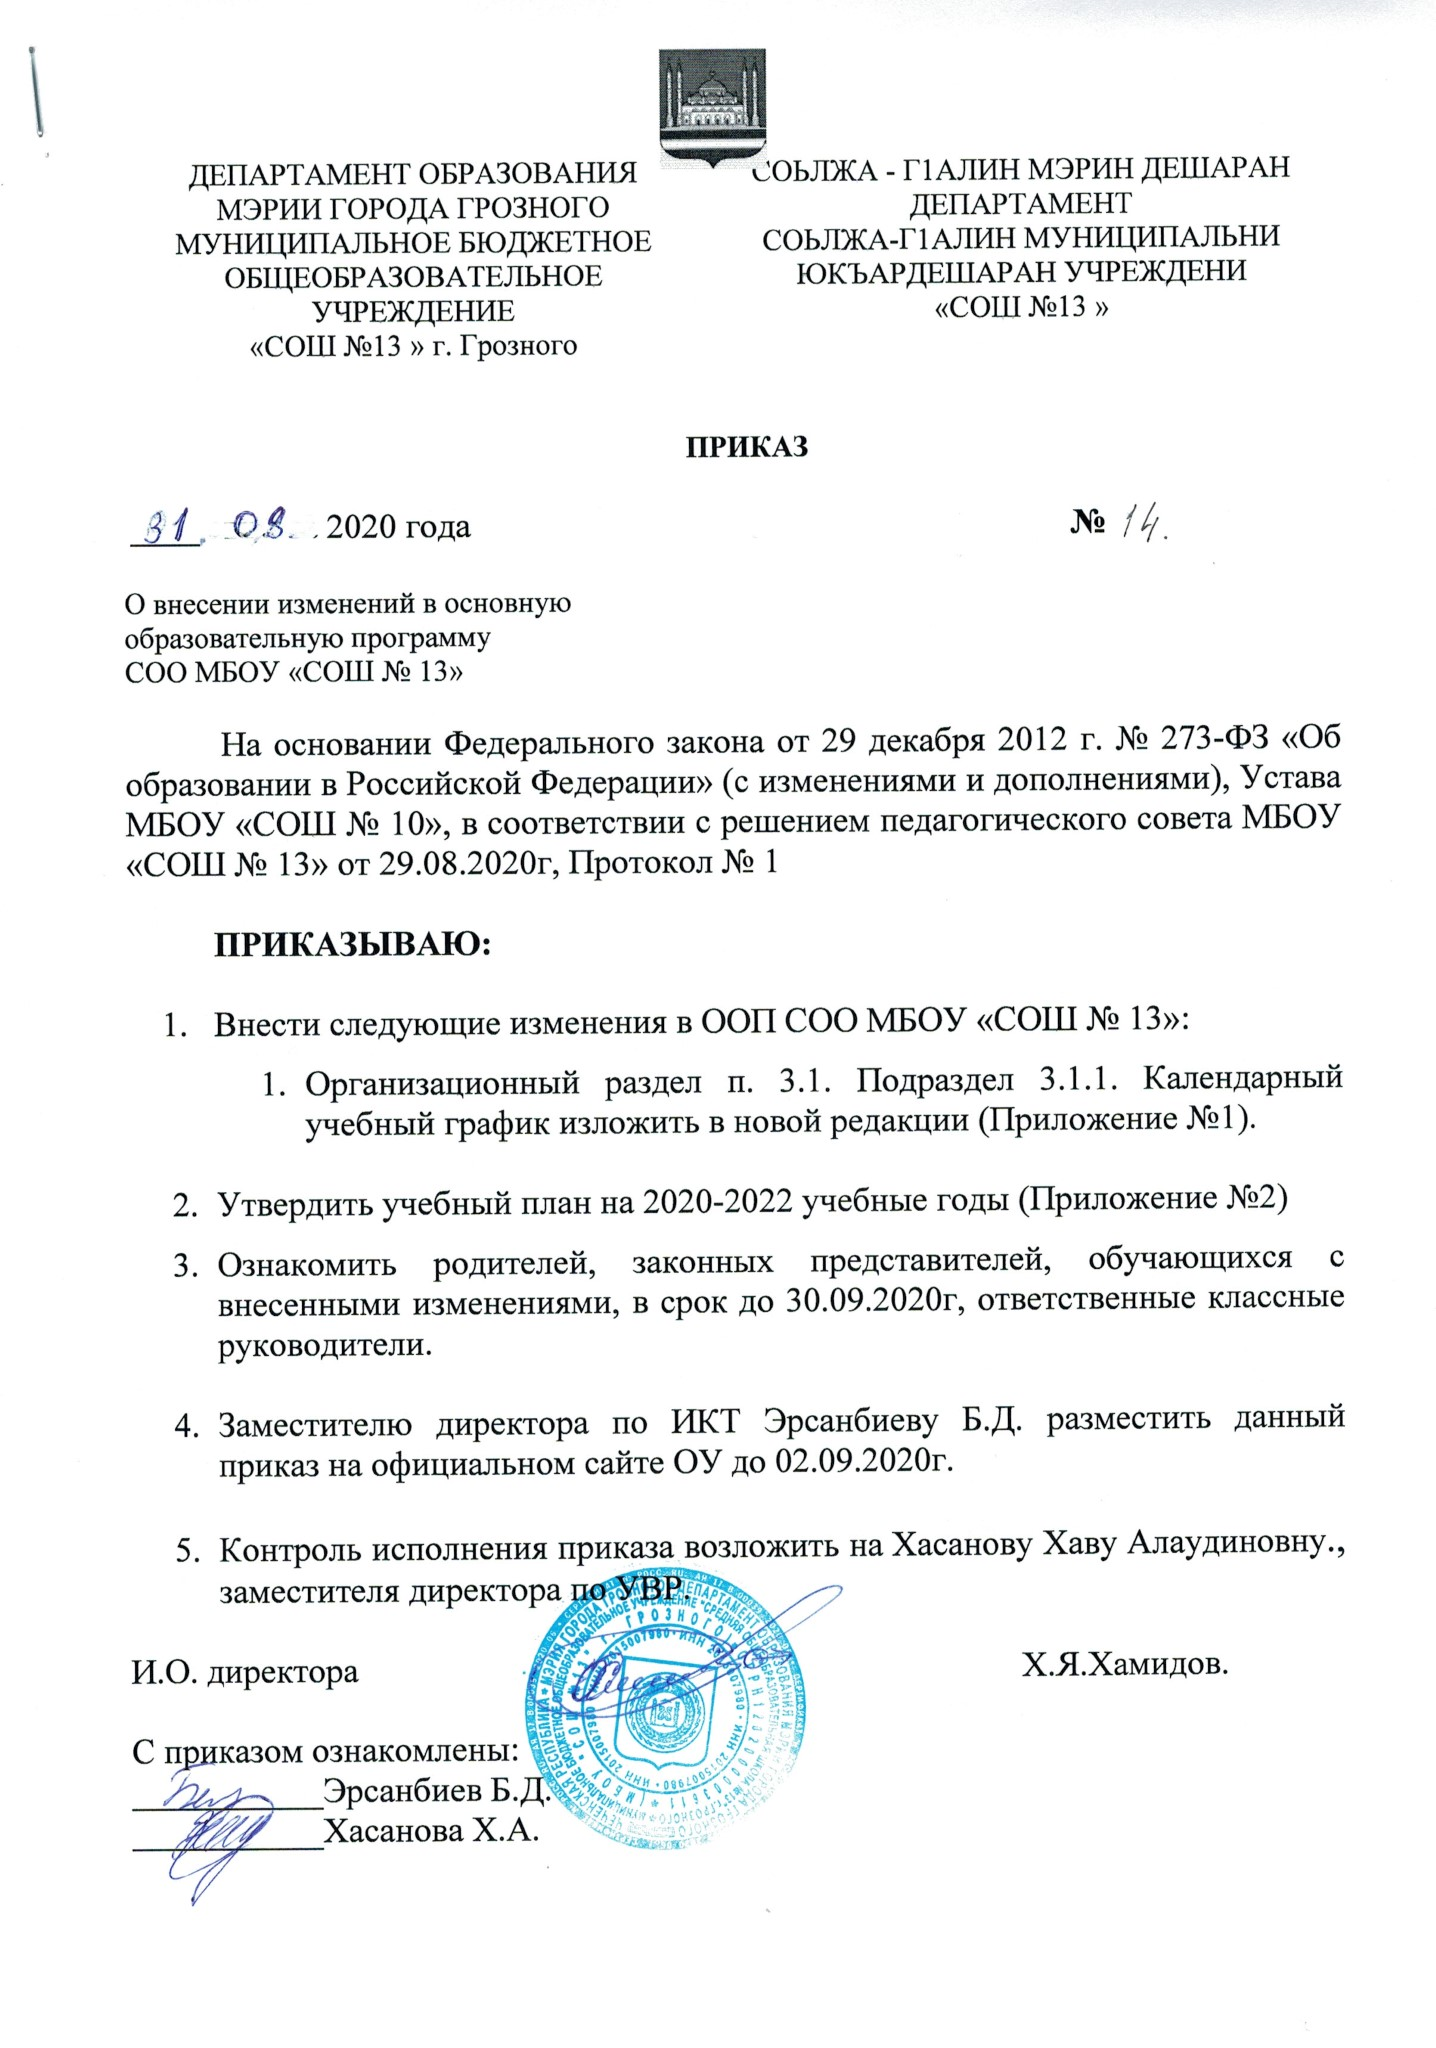 ДЕПАРТАМЕНТ ОБРАЗОВАНИЯ
МЭРИИ ГОРОДА ГРОЗНОГО
МУНИЦИПАЛЬНОЕ БЮДЖЕТНОЕ
ОБЩЕОБРАЗОВАТЕЛЬНОЕ
УЧРЕЖДЕНИЕ
«СОШ №13 » г. Грозного
СОЬЛЖА - Г1АЛИН МЭРИН ДЕШАРАН
ДЕПАРТАМЕНТ
СОЬЛЖА-Г1АЛИН МУНИЦИПАЛЬНИ
ЮКЪАРДЕШАРАН УЧРЕЖДЕНИ
«СОШ №13 »
ПРИКАЗ
31. 08 . 2020 года
№ 14.
О внесении изменений в основную
образовательную программу
СОО МБОУ «СОШ № 13»
На основании Федерального закона от 29 декабря 2012 г. № 273-ФЗ «Об
образовании в Российской Федерации» (с изменениями и дополнениями), Устава
МБОУ «СОШ № 10», в соответствии с решением педагогического совета МБОУ
«СОШ № 13» от 29.08.2020г, Протокол № 1
ПРИКАЗЫВАЮ:
1. Внести следующие изменения в ООП СОО МБОУ «СОШ № 13»:
1. Организационный раздел п. 3.1. Подраздел 3.1.1. Календарный
учебный график изложить в новой редакции (Приложение №1).
2. Утвердить учебный план на 2020-2022 учебные годы (Приложение №2)
3. Ознакомить родителей, законных представителей, обучающихся с
внесенными изменениями, в срок до 30.09.2020г, ответственные классные
руководители.
4. Заместителю директора по ИКТ Эрсанбиеву Б.Д. разместить данный
приказ на официальном сайте ОУ до 02.09.2020г.
5. Контроль исполнения приказа возложить на Хасанову Хаву Алаудиновну.,
заместителя директора по УВР.
И.О. директора
Х.Я.Хамидов.
С приказом ознакомлены:
Эрсанбиев Б.Д.
Хасанова Х.А.